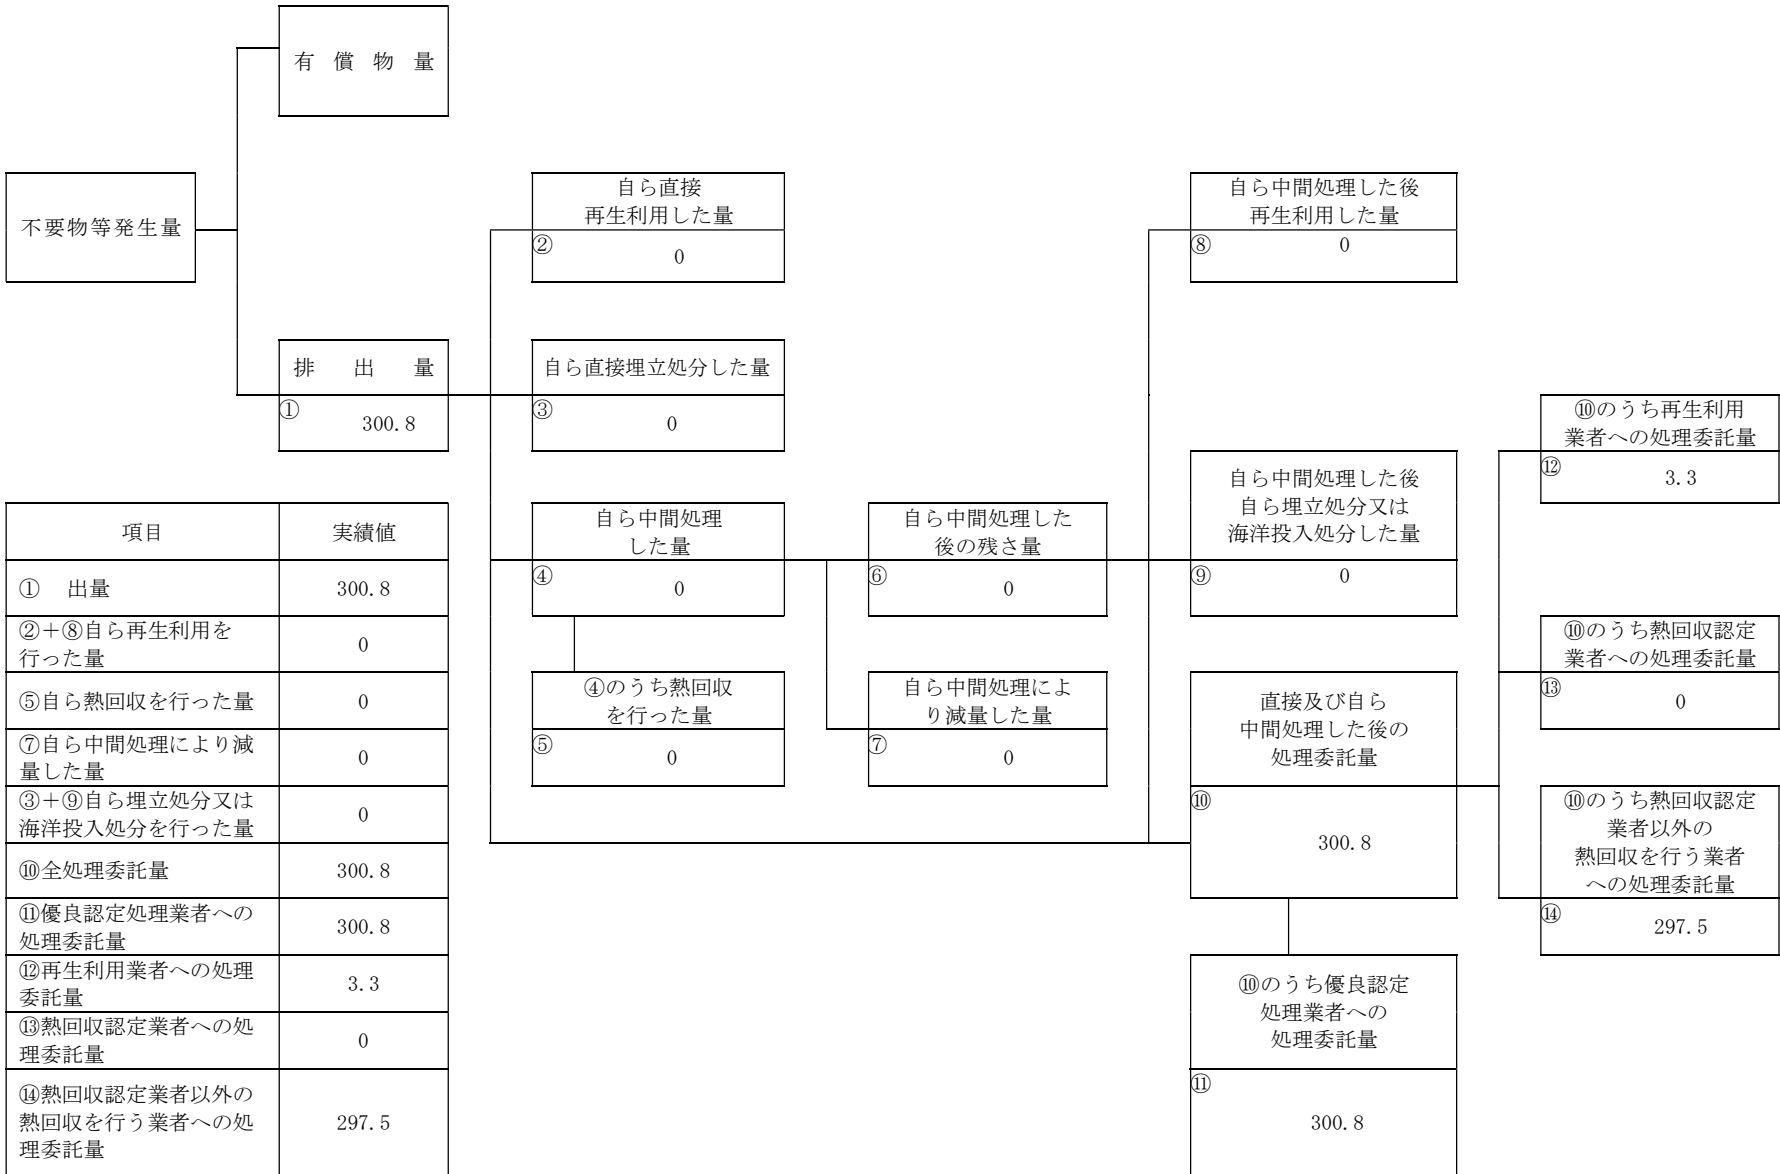 有 償 物 量
不要物等発生量
自ら直接
再生利用した量
②
0
自ら中間処理した後
再生利用した量
⑧
0
排 出 量
①
300.8
自ら直接埋立処分した量
③
0
⑩のうち再生利用
業者への処理委託量
⑫
3.3
自ら中間処理
した量
④
0
自ら中間処理した
後の残さ量
⑥
0
自ら中間処理した後
自ら埋立処分又は
海洋投入処分した量
⑨
0
⑩のうち熱回収認定
業者への処理委託量
⑬
0
④のうち熱回収
を行った量
⑤
0
自ら中間処理によ
り減量した量
⑦
0
直接及び自ら
中間処理した後の
処理委託量
⑩
300.8
⑩のうち熱回収認定
業者以外の
熱回収を行う業者
への処理委託量
⑭
297.5
⑩のうち優良認定
処理業者への
処理委託量
⑪
300.8
項目 実績値
① 出量 300.8
②+⑧自ら再生利用を
行った量
0
⑤自ら熱回収を行った量 0
⑦自ら中間処理により減
量した量
0
③+⑨自ら埋立処分又は
海洋投入処分を行った量
0
⑩全処理委託量 300.8
⑪優良認定処理業者への
処理委託量
300.8
⑫再生利用業者への処理
委託量
3.3
⑬熱回収認定業者への処
理委託量
0
⑭熱回収認定業者以外の
熱回収を行う業者への処
理委託量
297.5